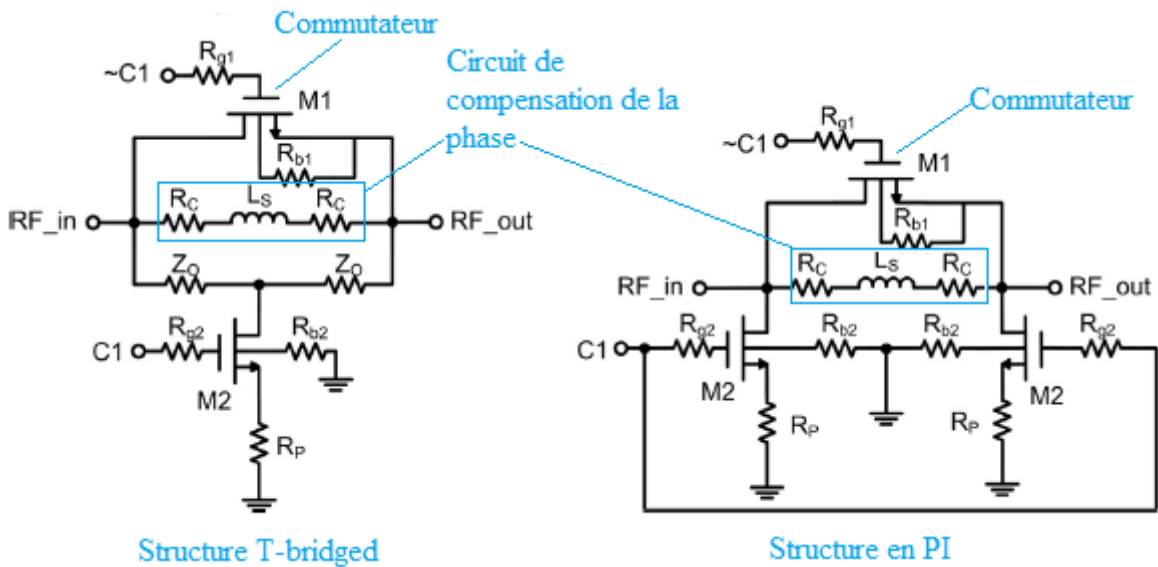 Commutateur
Rg1
~C1
M1
Rb1
RC
LS
RC
RF_in
RF_out
ZO
ZO
Rg2
Rb2
C1
M2
RP
Structure T-bridged
Circuit de
compensation de la
phase
Commutateur
Rg1
~C1
M1
Rb1
RC
LS
RC
RF_in
RF_out
Rg2
Rb2
Rb2
Rg2
C1
M2
M2
RP
RP
Structure en PI